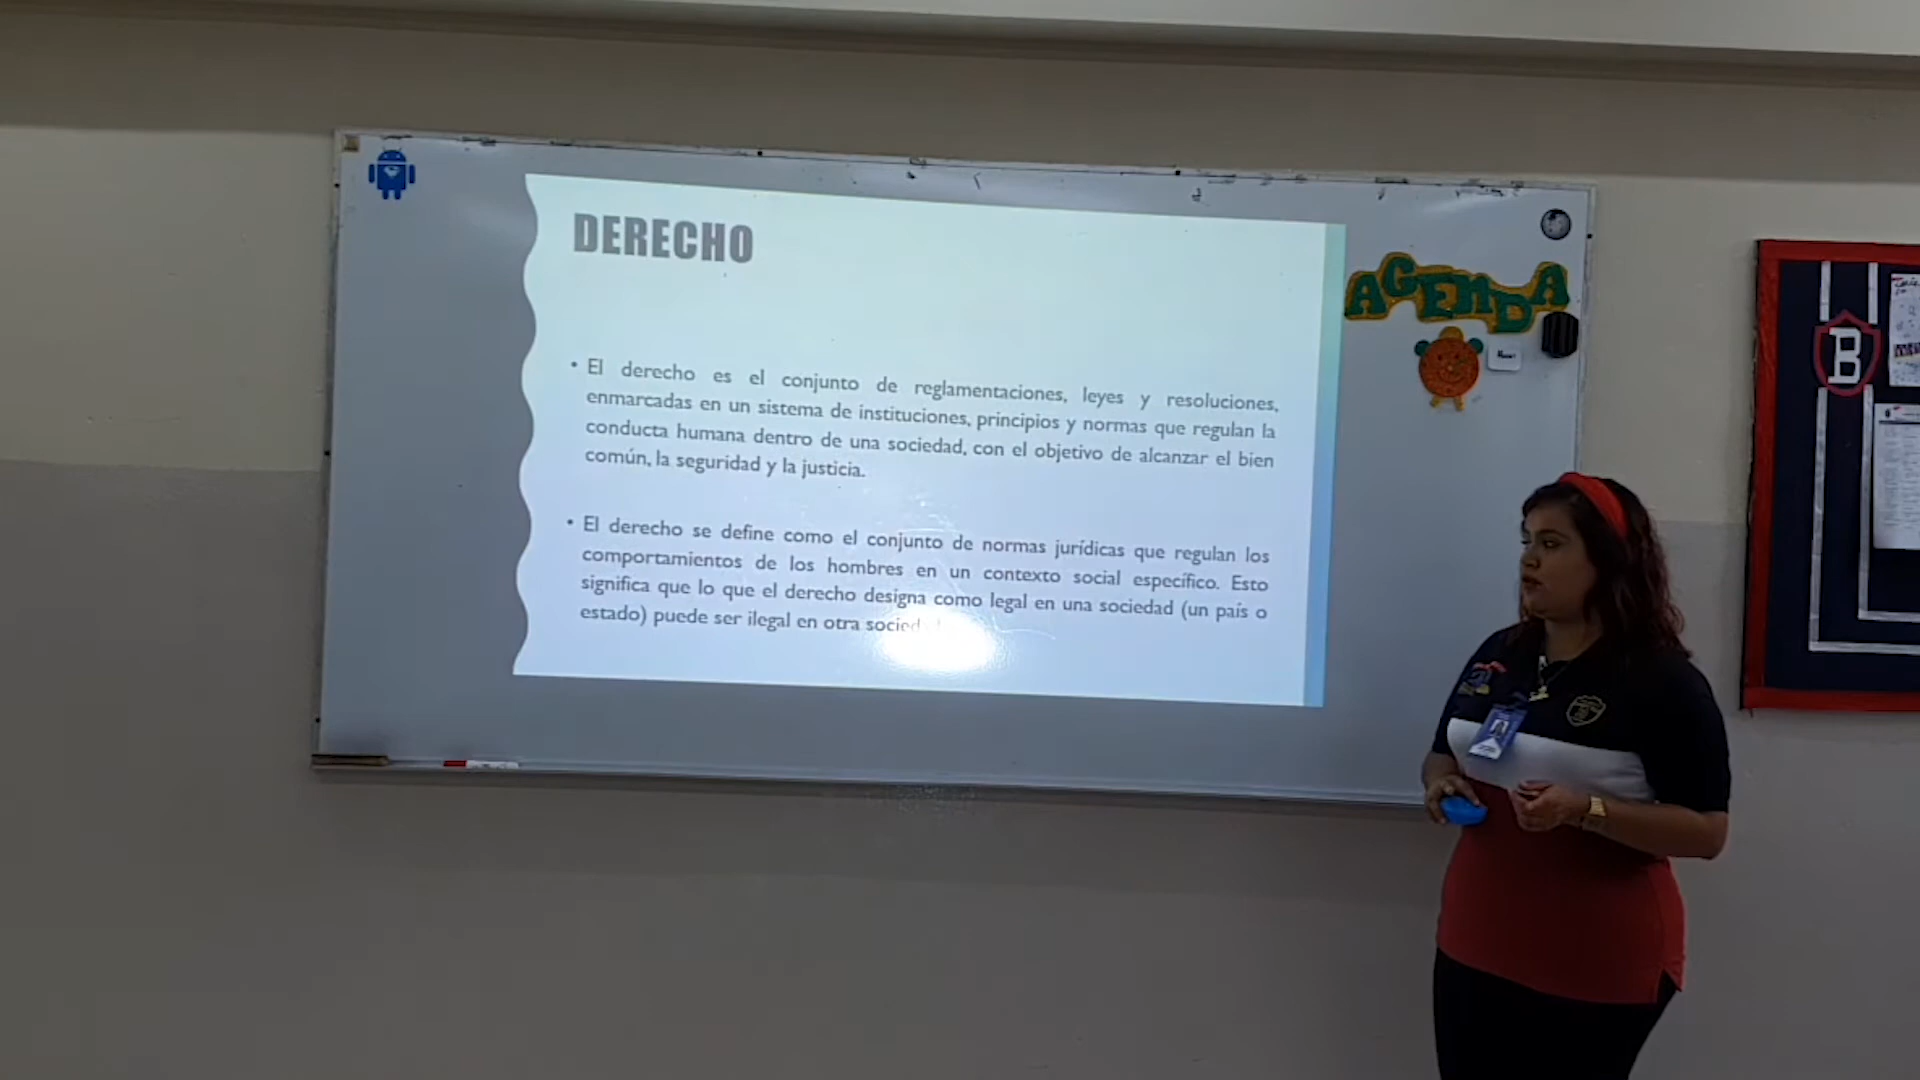 DERECHO
• El derecho es el conjunto de reglamentaciones, leyes y resoluciones,
enmarcadas en un sistema de instituciones, principios y normas que regulan la
conducta humana dentro de una sociedad, con el objetivo de alcanzar el bien
común, la seguridad y la justicia.
• El derecho se define como el conjunto de normas jurídicas que regulan los
comportamientos de los hombres en un contexto social específico. Esto
significa que lo que el derecho designa como legal en una sociedad (un país o
estado) puede ser ilegal en otra
AGENDA
B